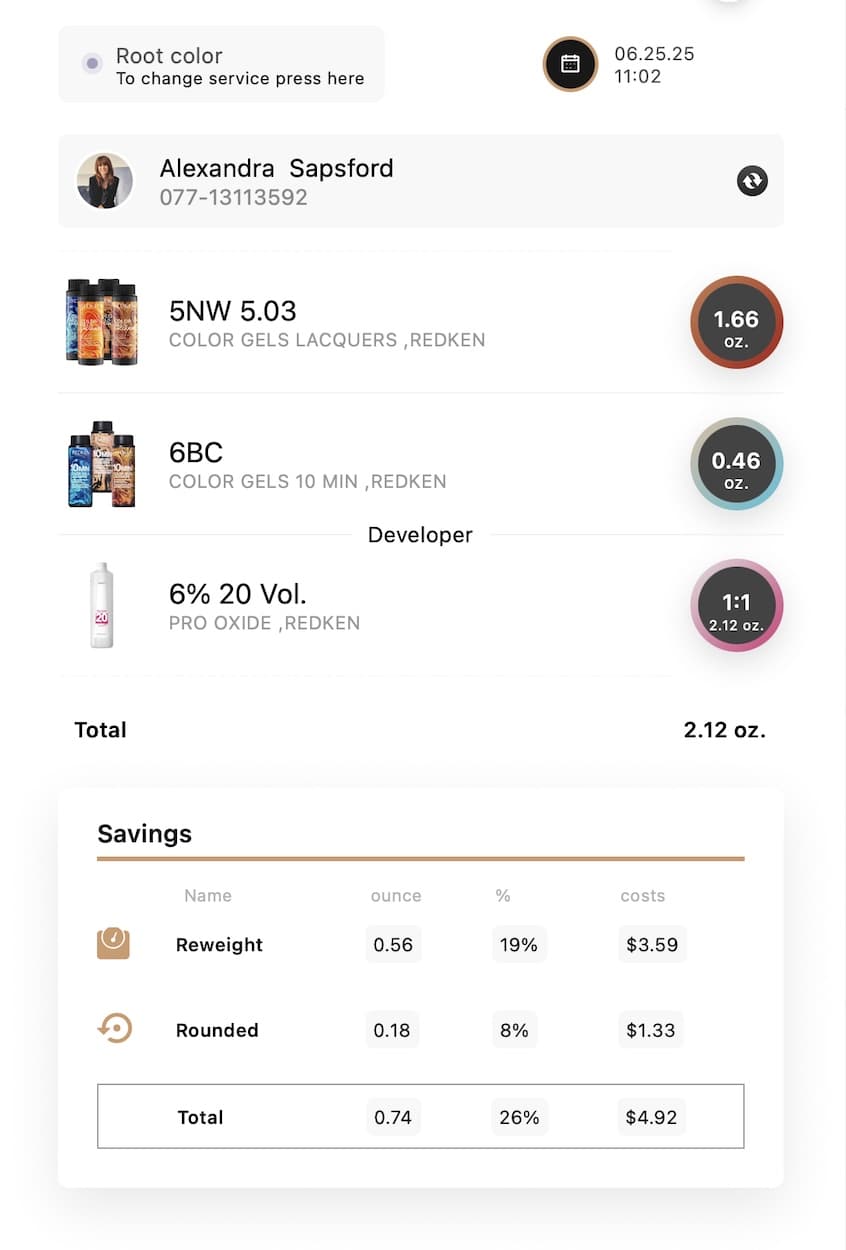 Root color
To change service press here
06.25.25
11:02
Alexandra Sapsford
077-13113592
5NW 5.03
COLOR GELS LACQUERS ,REDKEN
1.66
oz.
6BC
COLOR GELS 10 MIN ,REDKEN
0.46
oz.
Developer
6% 20 Vol.
PRO OXIDE ,REDKEN
1:1
2.12 oz.
20
Total 2.12 oz.
Savings
Name ounce % costs
Reweight 0.56 19% $3.59
Rounded 0.18 8% $1.33
Total 0.74 26% $4.92